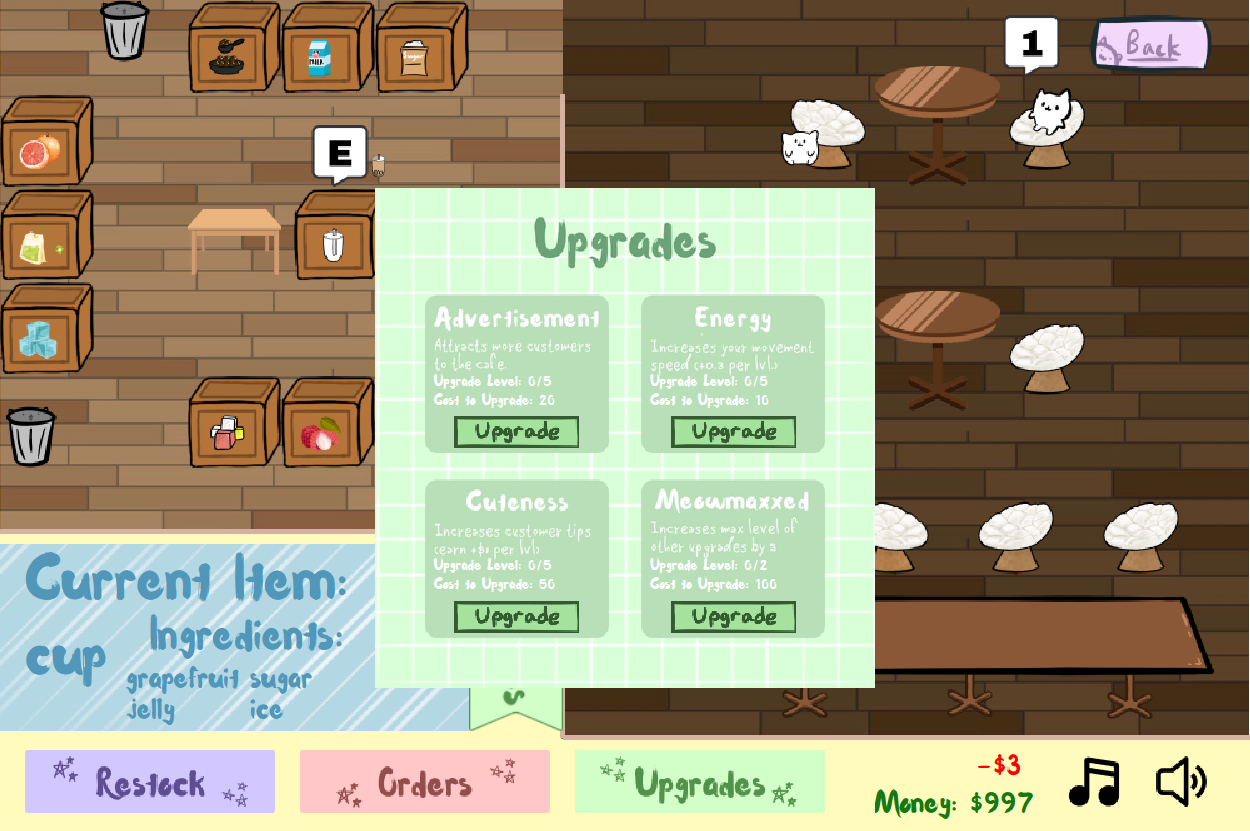 MILK
sugar
1
Back
E
Upgrades
Advertisement
Attracts more customers
to the cafe
Upgrade Level: 0/5
Cost to Upgrade: 20
Upgrade
Energy
Increases your movement
speed (+0.2 per lvl)
Upgrade Level: 0/5
Cost to Upgrade: 10
Upgrade
Cuteness
Increases customer tips
(earn +$1 per lvl)
Upgrade Level: 0/5
Cost to Upgrade: 50
Upgrade
Meowmaxxed
Increases max level of
other upgrades by 2
Upgrade Level: 0/2
Cost to Upgrade: 100
Upgrade
Current Item:
cup
Ingredients:
grapefruit sugar
jelly ice
Restock
Orders
Upgrades
-$3
Money: $997